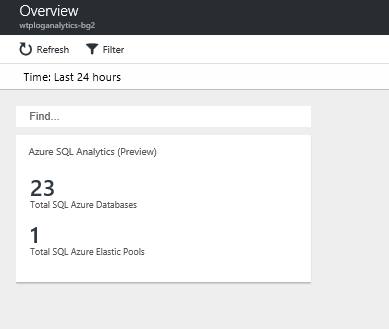 Overview
wtploganalytics-bg2
Refresh Filter
Time: Last 24 hours
Find...
Azure SQL Analytics (Preview)
23
Total SQL Azure Databases
1
Total SQL Azure Elastic Pools